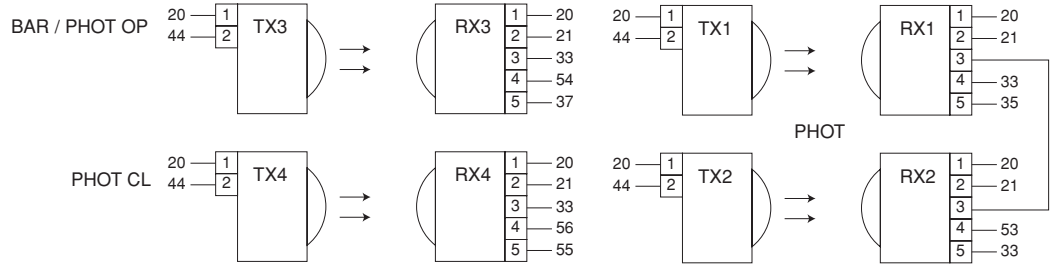 BAR / PHOT OP
20 1 TX3
44 2
RX3 1 20
2 21
3 33
4 54
5 37
20 1 TX1
44 2
RX1 1 20
2 21
3
4 33
5 35
PHOT
PHOT CL
20 1 TX4
44 2
RX4 1 20
2 21
3 33
4 56
5 55
20 1 TX2
44 2
RX2 1 20
2 21
3
4 53
5 33